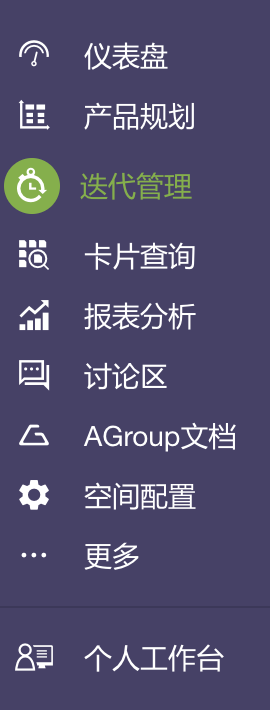 仪表盘
产品规划
迭代管理
卡片查询
报表分析
讨论区
AGroup文档
空间配置
更多
个人工作台